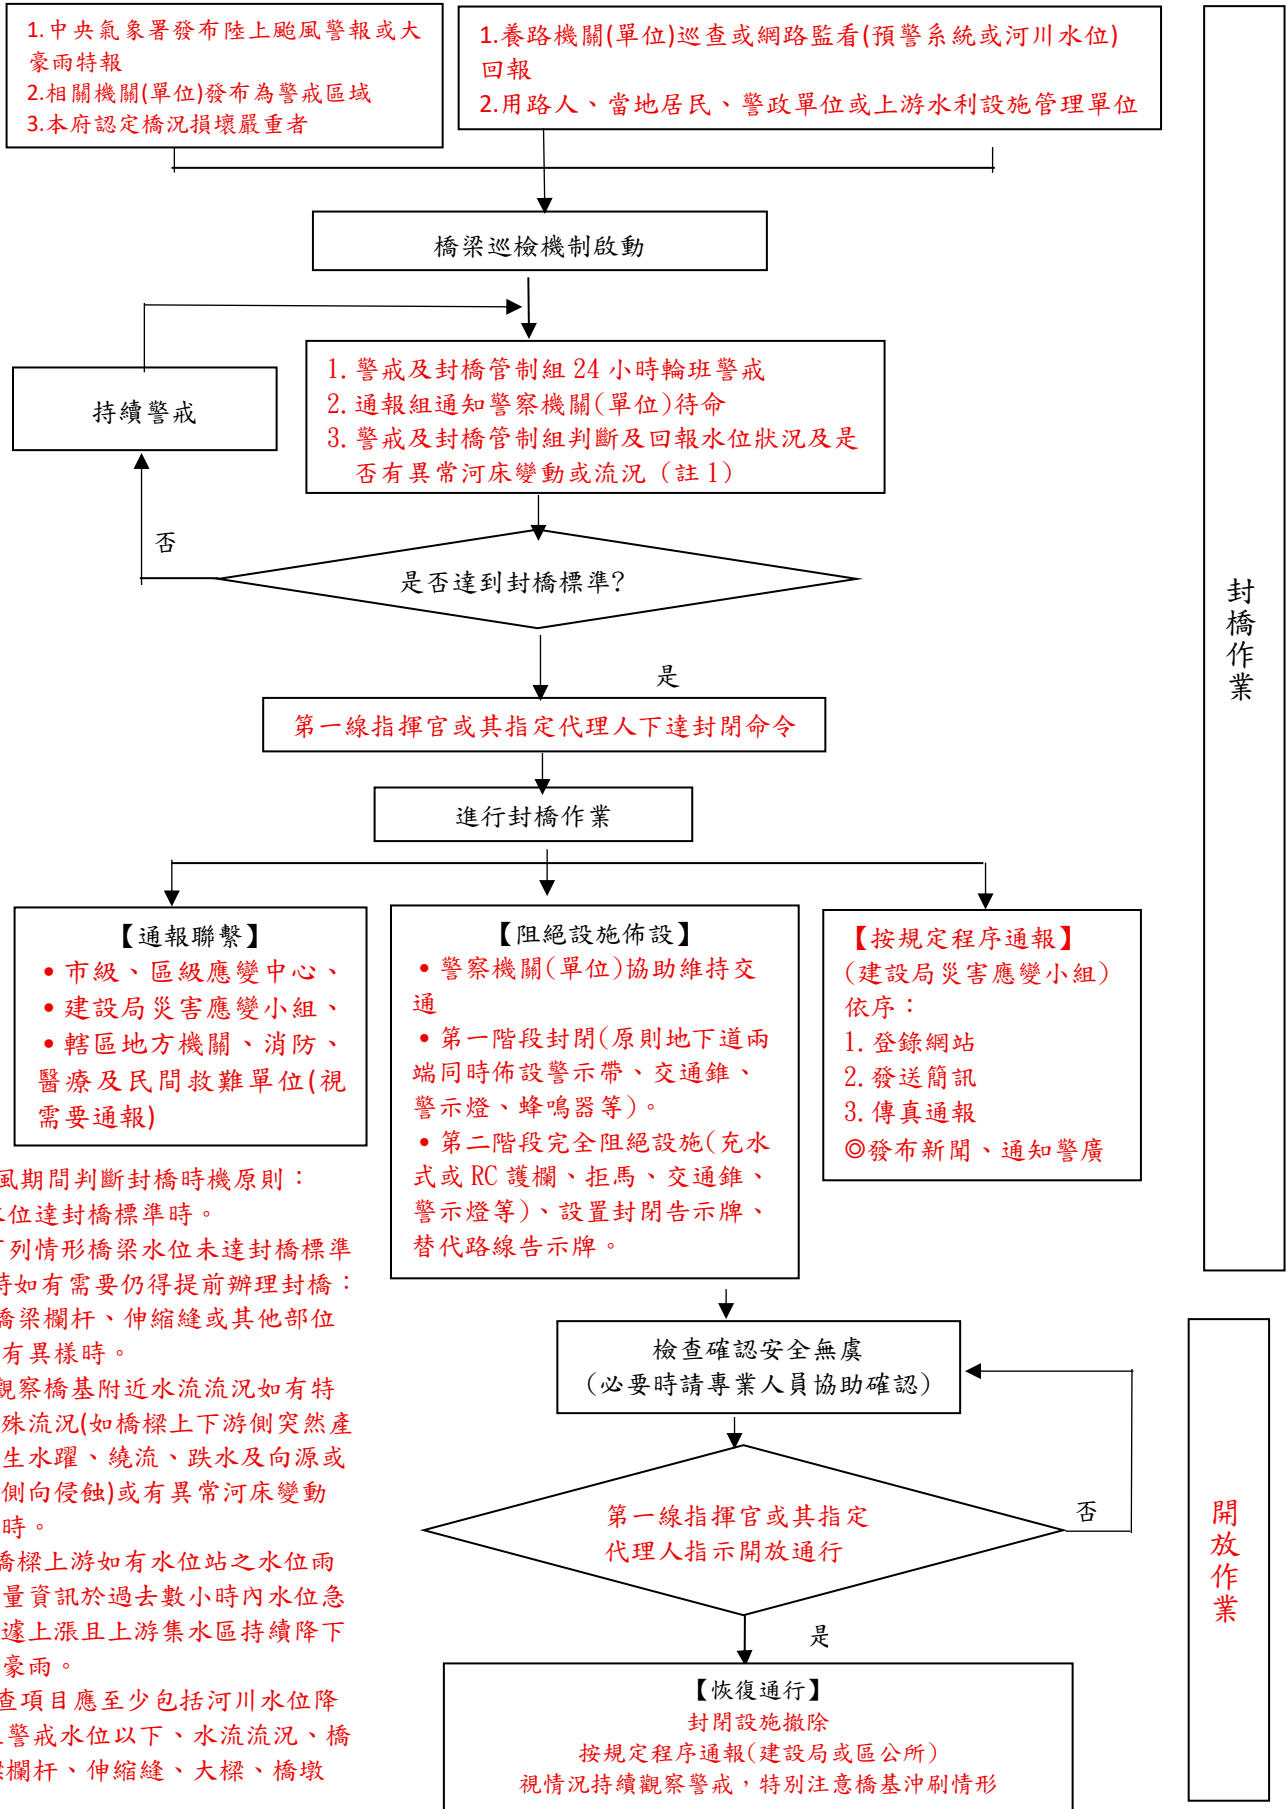 1.中央氣象署發布陸上颱風警報或大
豪雨特報
2.相關機關(單位)發布為警戒區域
3.本府認定橋況損壞嚴重者
1.養路機關(單位)巡查或網路監看(預警系統或河川水位)
回報
2.用路人、當地居民、警政單位或上游水利設施管理單位
橋梁巡檢機制啟動
持續警戒
1. 警戒及封橋管制組 24 小時輪班警戒
2. 通報組通知警察機關(單位)待命
3. 警戒及封橋管制組判斷及回報水位狀況及是
否有異常河床變動或流況（註 1）
否
是否達到封橋標準?
是
第一線指揮官或其指定代理人下達封閉命令
進行封橋作業
封橋作業
【通報聯繫】
• 市級、區級應變中心、
• 建設局災害應變小組、
• 轄區地方機關、消防、
醫療及民間救難單位(視
需要通報)
【阻絕設施佈設】
• 警察機關(單位)協助維持交
通
• 第一階段封閉(原則地下道兩
端同時佈設警示帶、交通錐、
警示燈、蜂鳴器等)。
• 第二階段完全阻絕設施(充水
式或 RC 護欄、拒馬、交通錐、
警示燈等)、設置封閉告示牌、
替代路線告示牌。
【按規定程序通報】
(建設局災害應變小組)
依序：
1. 登錄網站
2. 發送簡訊
3. 傳真通報
◎發布新聞、通知警廣
風期間判斷封橋時機原則：
水位達封橋標準時。
下列情形橋梁水位未達封橋標準
時如有需要仍得提前辦理封橋：
橋梁欄杆、伸縮縫或其他部位
有異樣時。
觀察橋基附近水流流況如有特
殊流況(如橋樑上下游側突然產
生水躍、繞流、跌水及向源或
側向侵蝕)或有異常河床變動
時。
橋樑上游如有水位站之水位雨
量資訊於過去數小時內水位急
遽上漲且上游集水區持續降下
豪雨。
查項目應至少包括河川水位降
至警戒水位以下、水流流況、橋
樑欄杆、伸縮縫、大樑、橋墩
檢查確認安全無虞
(必要時請專業人員協助確認)
第一線指揮官或其指定
代理人指示開放通行
否
是
【恢復通行】
封閉設施撤除
按規定程序通報(建設局或區公所)
視情況持續觀察警戒，特別注意橋基沖刷情形
開放作業